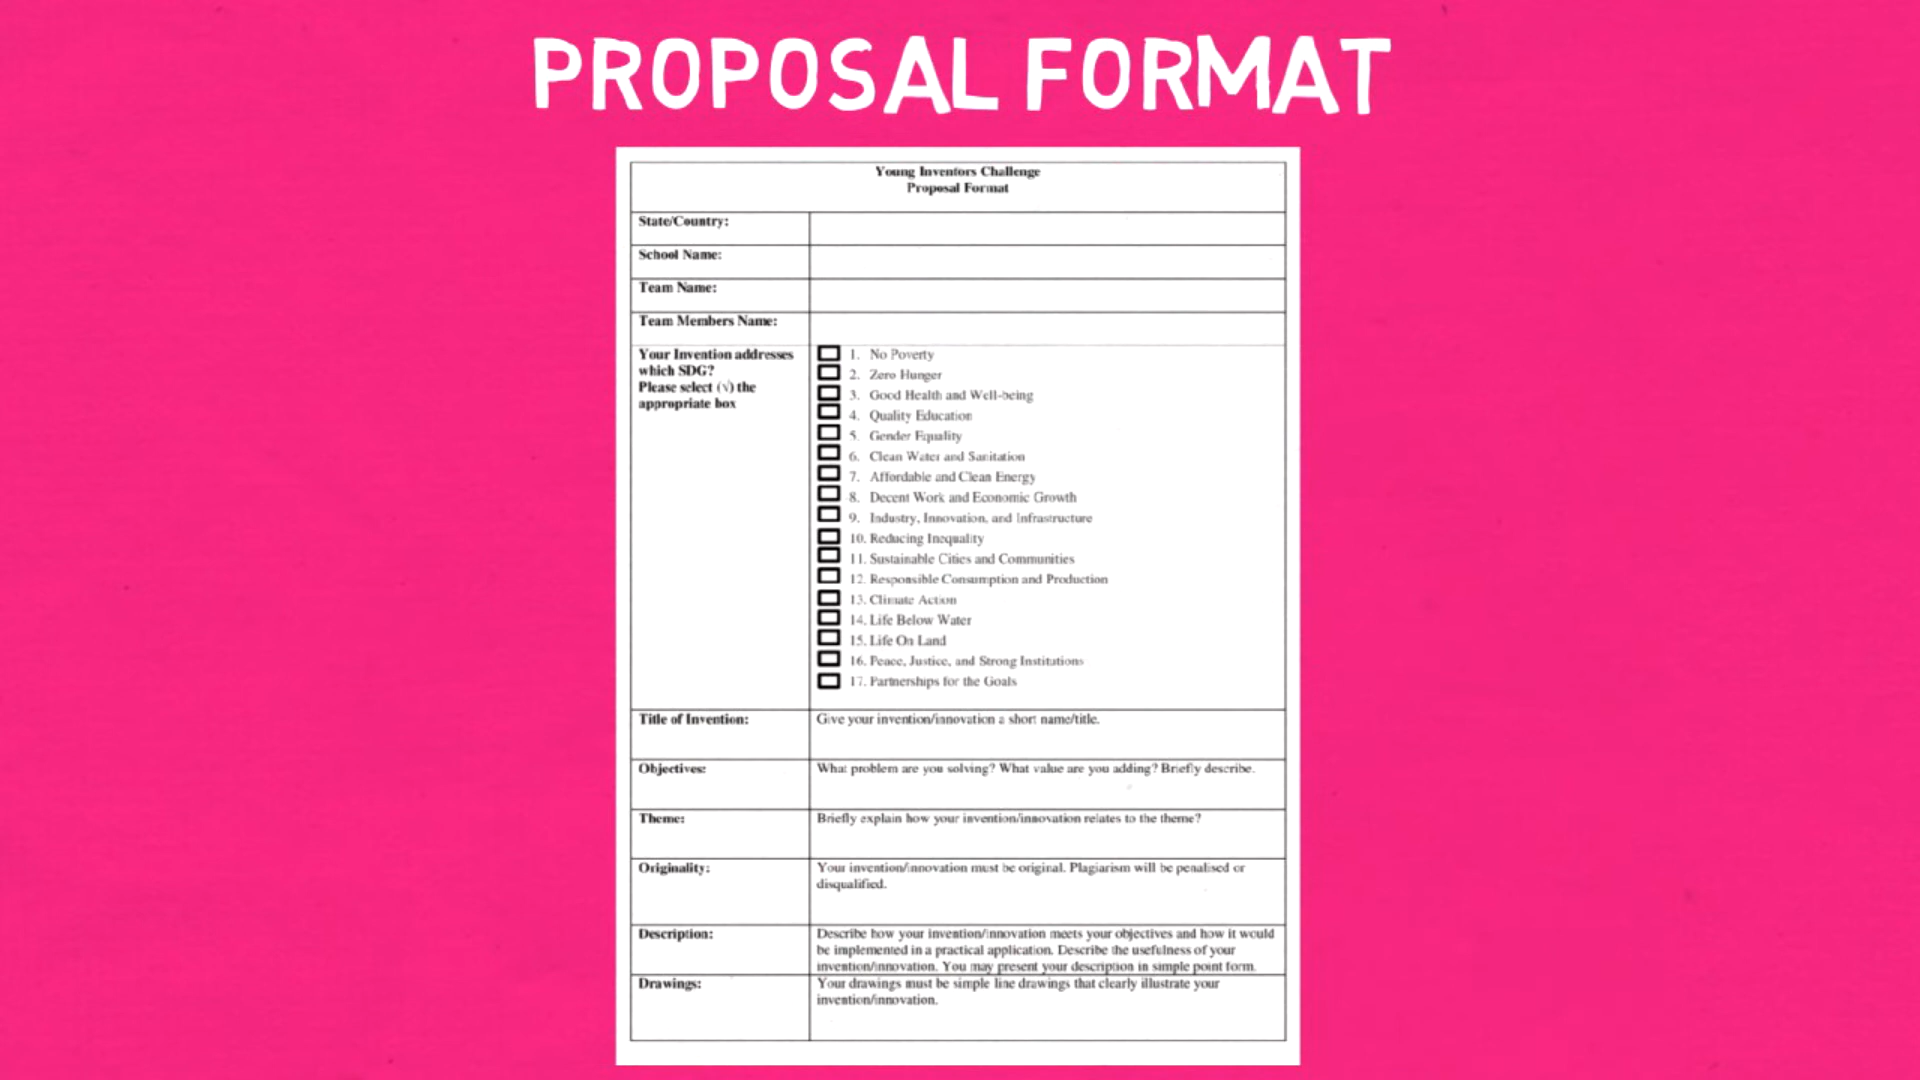 PROPOSAL FORMAT
Young Inventors Challenge
Proposal Format
State/Country:
School Name:
Team Name:
Team Members Name:
Your Invention addresses
which SDG?
Please select (√) the
appropriate box
1. No Poverty
2. Zero Hunger
3. Good Health and Well-being
4. Quality Education
5. Gender Equality
6. Clean Water and Sanitation
7. Affordable and Clean Energy
8. Decent Work and Economic Growth
9. Industry, Innovation, and Infrastructure
10. Reducing Inequality
11. Sustainable Cities and Communities
12. Responsible Consumption and Production
13. Climate Action
14. Life Below Water
15. Life On Land
16. Peace, Justice, and Strong Institutions
17. Partnerships for the Goals
Title of Invention: Give your invention/innovation a short name/title.
Objectives: What problem are you solving? What value are you adding? Briefly describe.
Theme: Briefly explain how your invention/innovation relates to the theme?
Originality: Your invention/innovation must be original. Plagiarism will be penalised or
disqualified.
Description: Describe how your invention/innovation meets your objectives and how it would
be implemented in a practical application. Describe the usefulness of your
invention/innovation. You may present your description in simple point form.
Drawings: Your drawings must be simple line drawings that clearly illustrate your
invention/innovation.